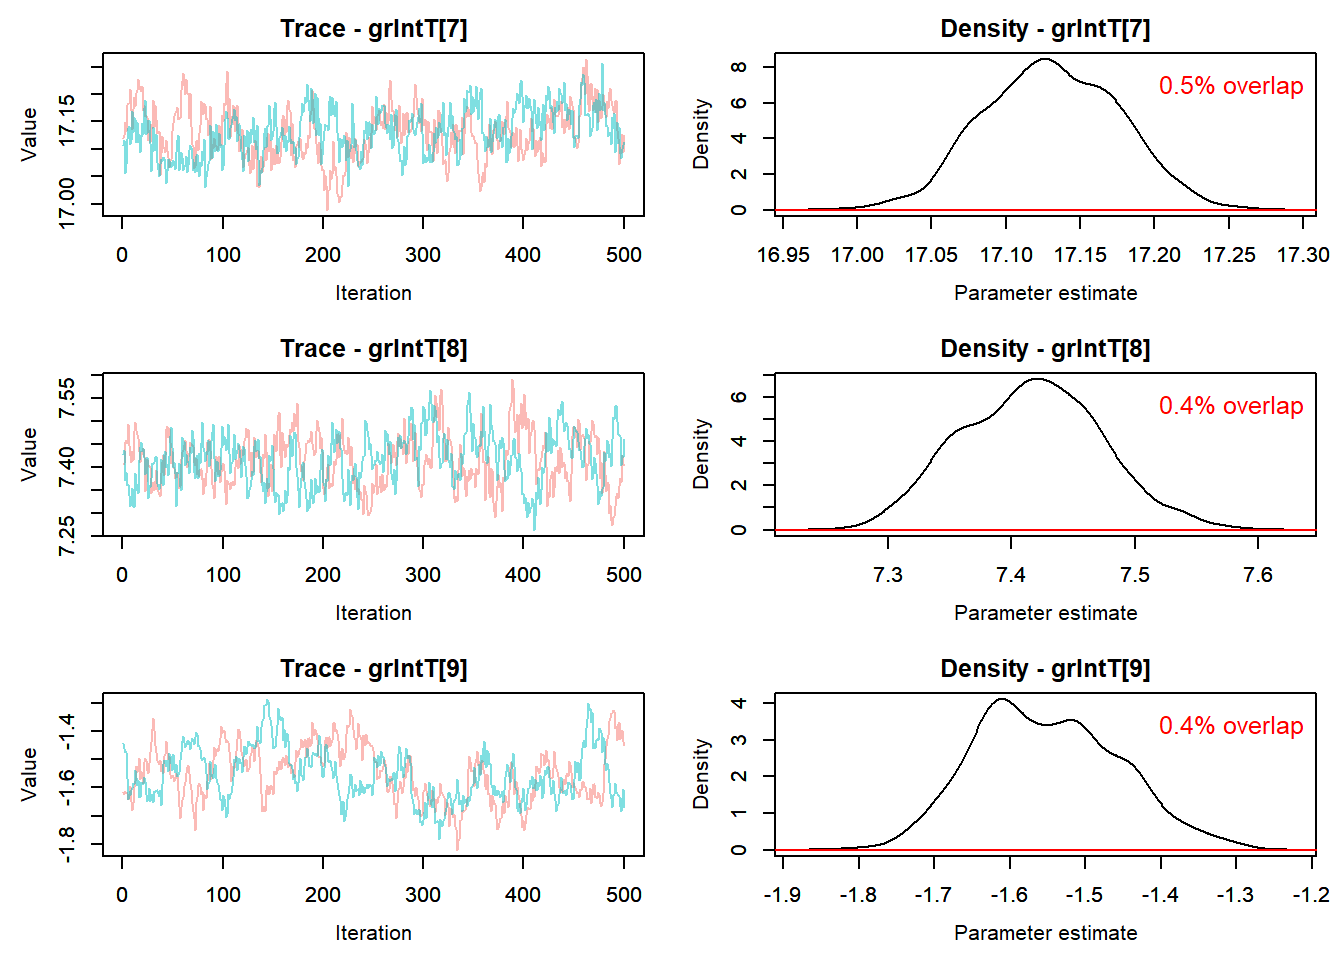 Trace - grIntT[7]
Value
17.00
17.15
0
100
200
300
400
500
Iteration
Density - grIntT[7]
0.5% overlap
Density
0
2
4
6
8
16.95
17.00
17.05
17.10
17.15
17.20
17.25
17.30
Parameter estimate
Trace - grIntT[8]
Value
7.25
7.40
7.55
0
100
200
300
400
500
Iteration
Density - grIntT[8]
0.4% overlap
Density
0
2
4
6
7.3
7.4
7.5
7.6
Parameter estimate
Trace - grIntT[9]
Value
-1.8
-1.6
-1.4
0
100
200
300
400
500
Iteration
Density - grIntT[9]
0.4% overlap
Density
0
1
2
3
4
-1.9
-1.8
-1.7
-1.6
-1.5
-1.4
-1.3
-1.2
Parameter estimate